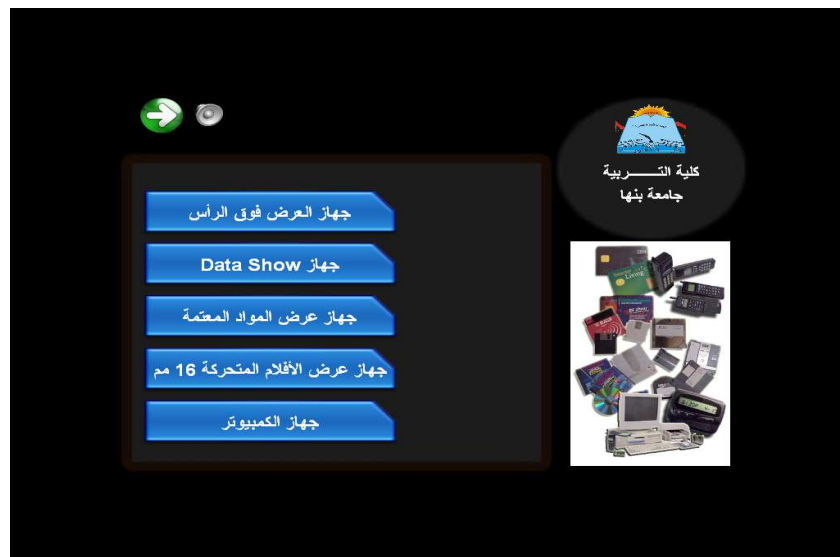 كلية التـــــربية
جامعة بنها
جهاز العرض فوق الرأس
جهاز Data Show
جهاز عرض المواد المعتمة
جهاز عرض الأفلام المتحركة 16 مم
جهاز الكمبيوتر